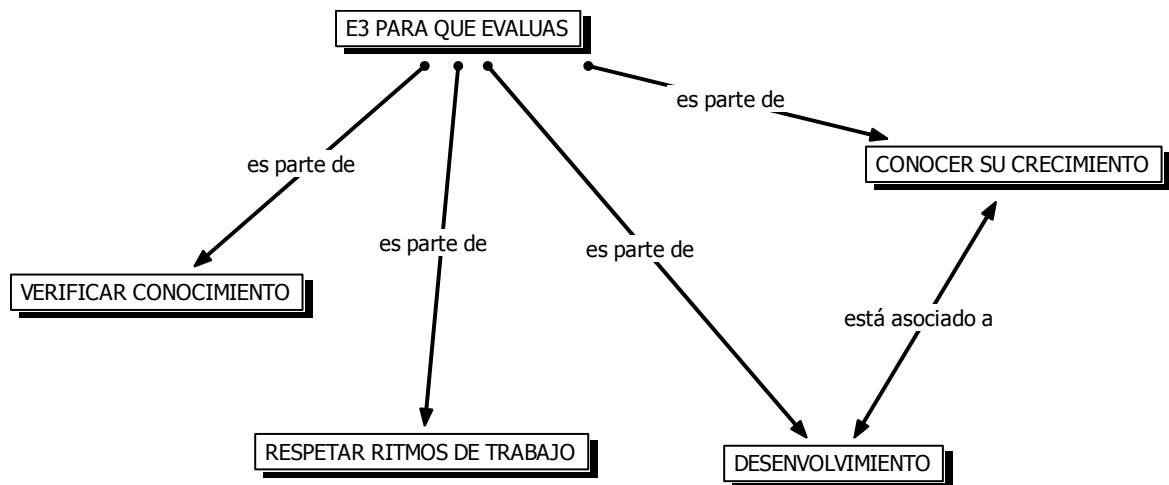 E3 PARA QUE EVALUAS
es parte de
CONOCER SU CRECIMIENTO
es parte de
es parte de
es parte de
VERIFICAR CONOCIMIENTO
está asociado a
RESPETAR RITMOS DE TRABAJO
DESENVOLVIMIENTO